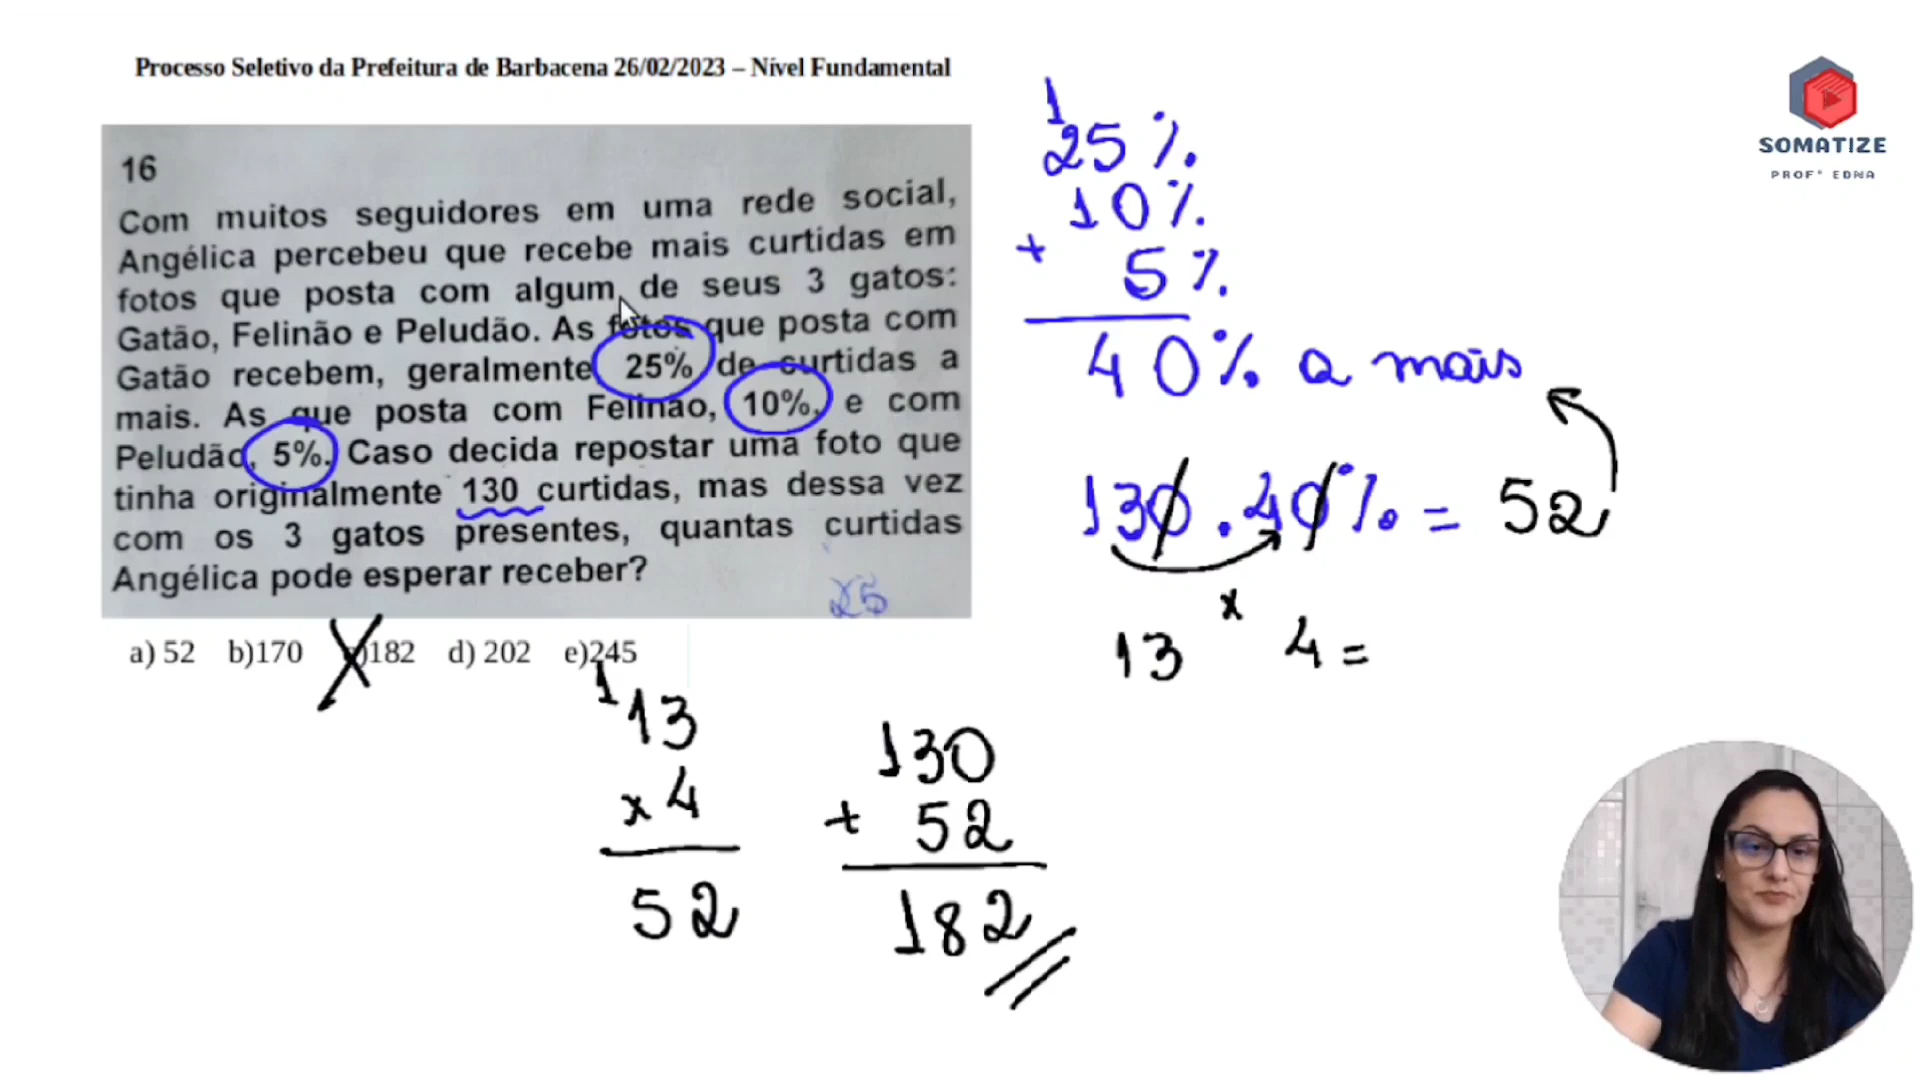 Processo Seletivo da Prefeitura de Barbacena 26/02/2023 – Nível Fundamental
SOMATIZE
PROFª EDNA
16
Com muitos seguidores em uma rede social,
Angélica percebeu que recebe mais curtidas em
fotos que posta com algum de seus 3 gatos:
Gatão, Felinão e Peludão. As fotos que posta com
Gatão recebem, geralmente 25% de curtidas a
mais. As que posta com Felinão, 10%, e com
Peludão, 5%. Caso decida repostar uma foto que
tinha originalmente 130 curtidas, mas dessa vez
com os 3 gatos presentes, quantas curtidas
Angélica pode esperar receber?
25
a) 52 b)170 )182 d) 202 e)245
1
25%
10%
+ 5%
40% a mais
130 . 40% = 52
x
13 4 =
1
13
x 4
52
130
+ 52
182